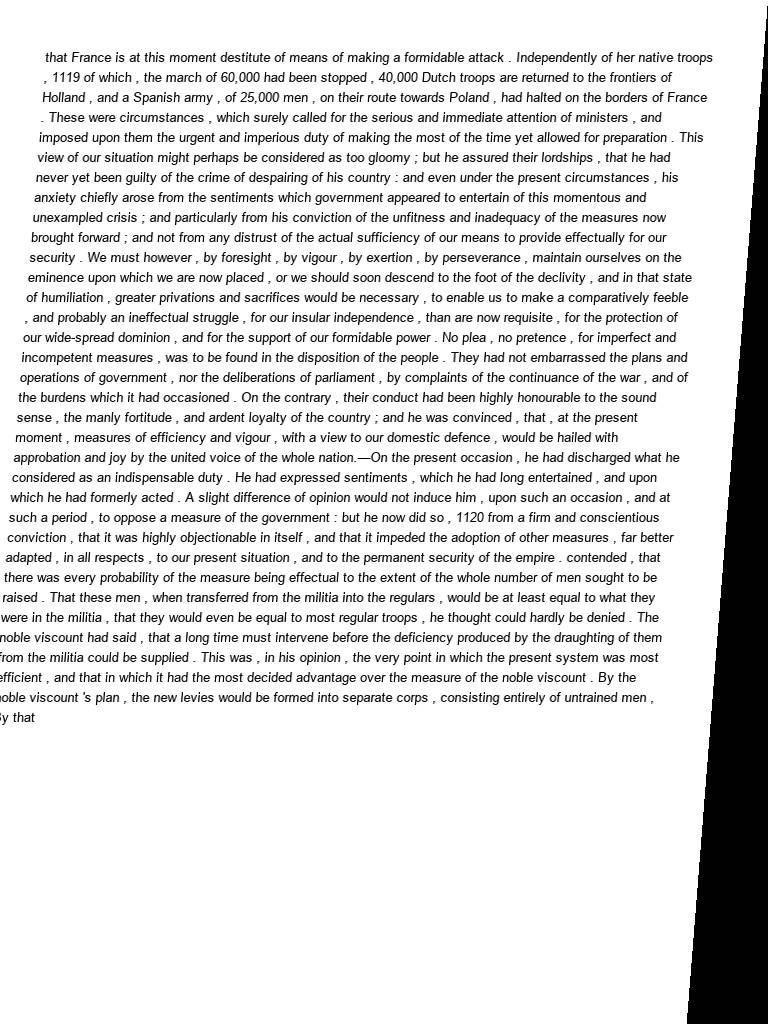 that France is at this moment destitute of means of making a formidable attack . Independently of her native troops
, 1119 of which , the march of 60,000 had been stopped , 40,000 Dutch troops are returned to the frontiers of
Holland , and a Spanish army , of 25,000 men , on their route towards Poland , had halted on the borders of France
. These were circumstances , which surely called for the serious and immediate attention of ministers , and
imposed upon them the urgent and imperious duty of making the most of the time yet allowed for preparation . This
view of our situation might perhaps be considered as too gloomy ; but he assured their lordships , that he had
never yet been guilty of the crime of despairing of his country : and even under the present circumstances , his
anxiety chiefly arose from the sentiments which government appeared to entertain of this momentous and
unexampled crisis ; and particularly from his conviction of the unfitness and inadequacy of the measures now
brought forward ; and not from any distrust of the actual sufficiency of our means to provide effectually for our
security . We must however , by foresight , by vigour , by exertion , by perseverance , maintain ourselves on the
eminence upon which we are now placed , or we should soon descend to the foot of the declivity , and in that state
of humiliation , greater privations and sacrifices would be necessary , to enable us to make a comparatively feeble
, and probably an ineffectual struggle , for our insular independence , than are now requisite , for the protection of
our wide-spread dominion , and for the support of our formidable power . No plea , no pretence , for imperfect and
incompetent measures , was to be found in the disposition of the people . They had not embarrassed the plans and
operations of government , nor the deliberations of parliament , by complaints of the continuance of the war , and of
the burdens which it had occasioned . On the contrary , their conduct had been highly honourable to the sound
sense , the manly fortitude , and ardent loyalty of the country ; and he was convinced , that , at the present
moment , measures of efficiency and vigour , with a view to our domestic defence , would be hailed with
approbation and joy by the united voice of the whole nation.—On the present occasion , he had discharged what he
considered as an indispensable duty . He had expressed sentiments , which he had long entertained , and upon
which he had formerly acted . A slight difference of opinion would not induce him , upon such an occasion , and at
such a period , to oppose a measure of the government : but he now did so , 1120 from a firm and conscientious
conviction , that it was highly objectionable in itself , and that it impeded the adoption of other measures , far better
adapted , in all respects , to our present situation , and to the permanent security of the empire . contended , that
there was every probability of the measure being effectual to the extent of the whole number of men sought to be
raised . That these men , when transferred from the militia into the regulars , would be at least equal to what they
were in the militia , that they would even be equal to most regular troops , he thought could hardly be denied . The
noble viscount had said , that a long time must intervene before the deficiency produced by the draughting of them
from the militia could be supplied . This was , in his opinion , the very point in which the present system was most
efficient , and that in which it had the most decided advantage over the measure of the noble viscount . By the
noble viscount 's plan , the new levies would be formed into separate corps , consisting entirely of untrained men ,
By that